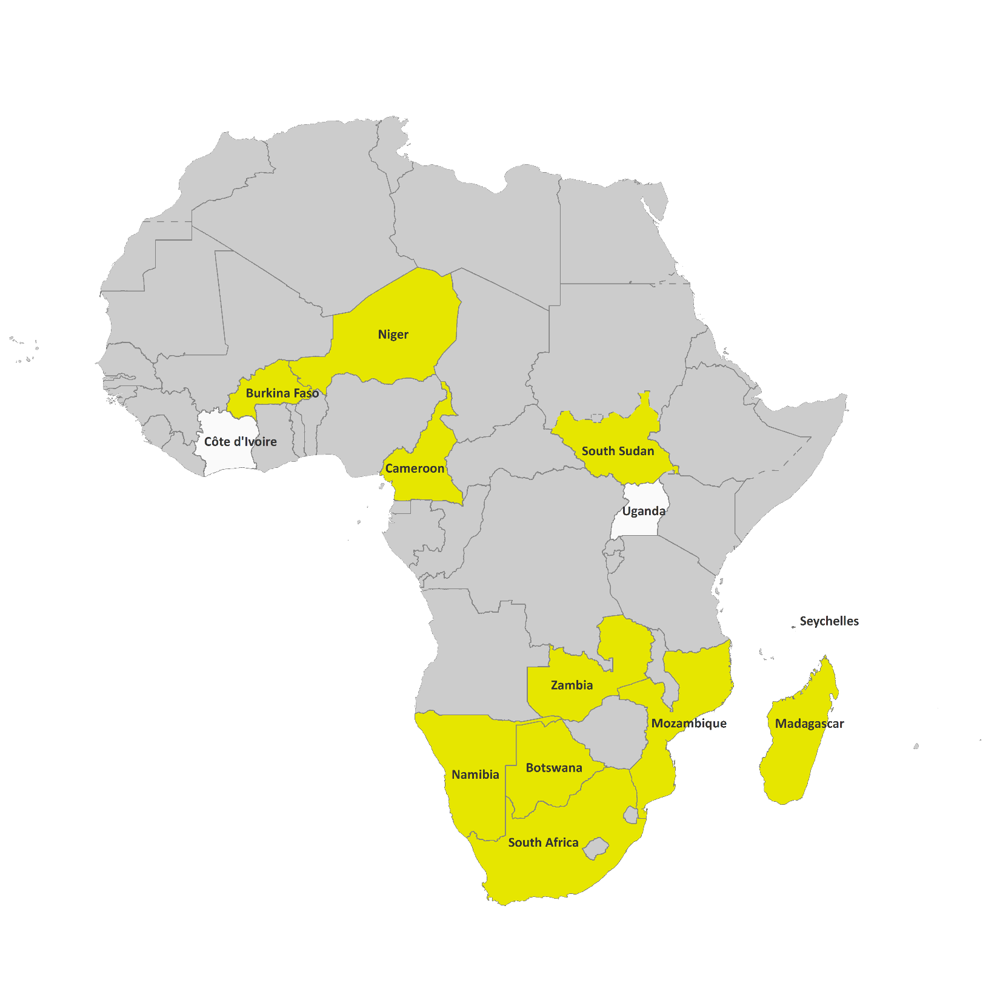 Niger
Burkina Faso
Côte d'Ivoire
South Sudan
Cameroon
Uganda
Seychelles
Zambia
Mozambique
Madagascar
Botswana
Namibia
South Africa